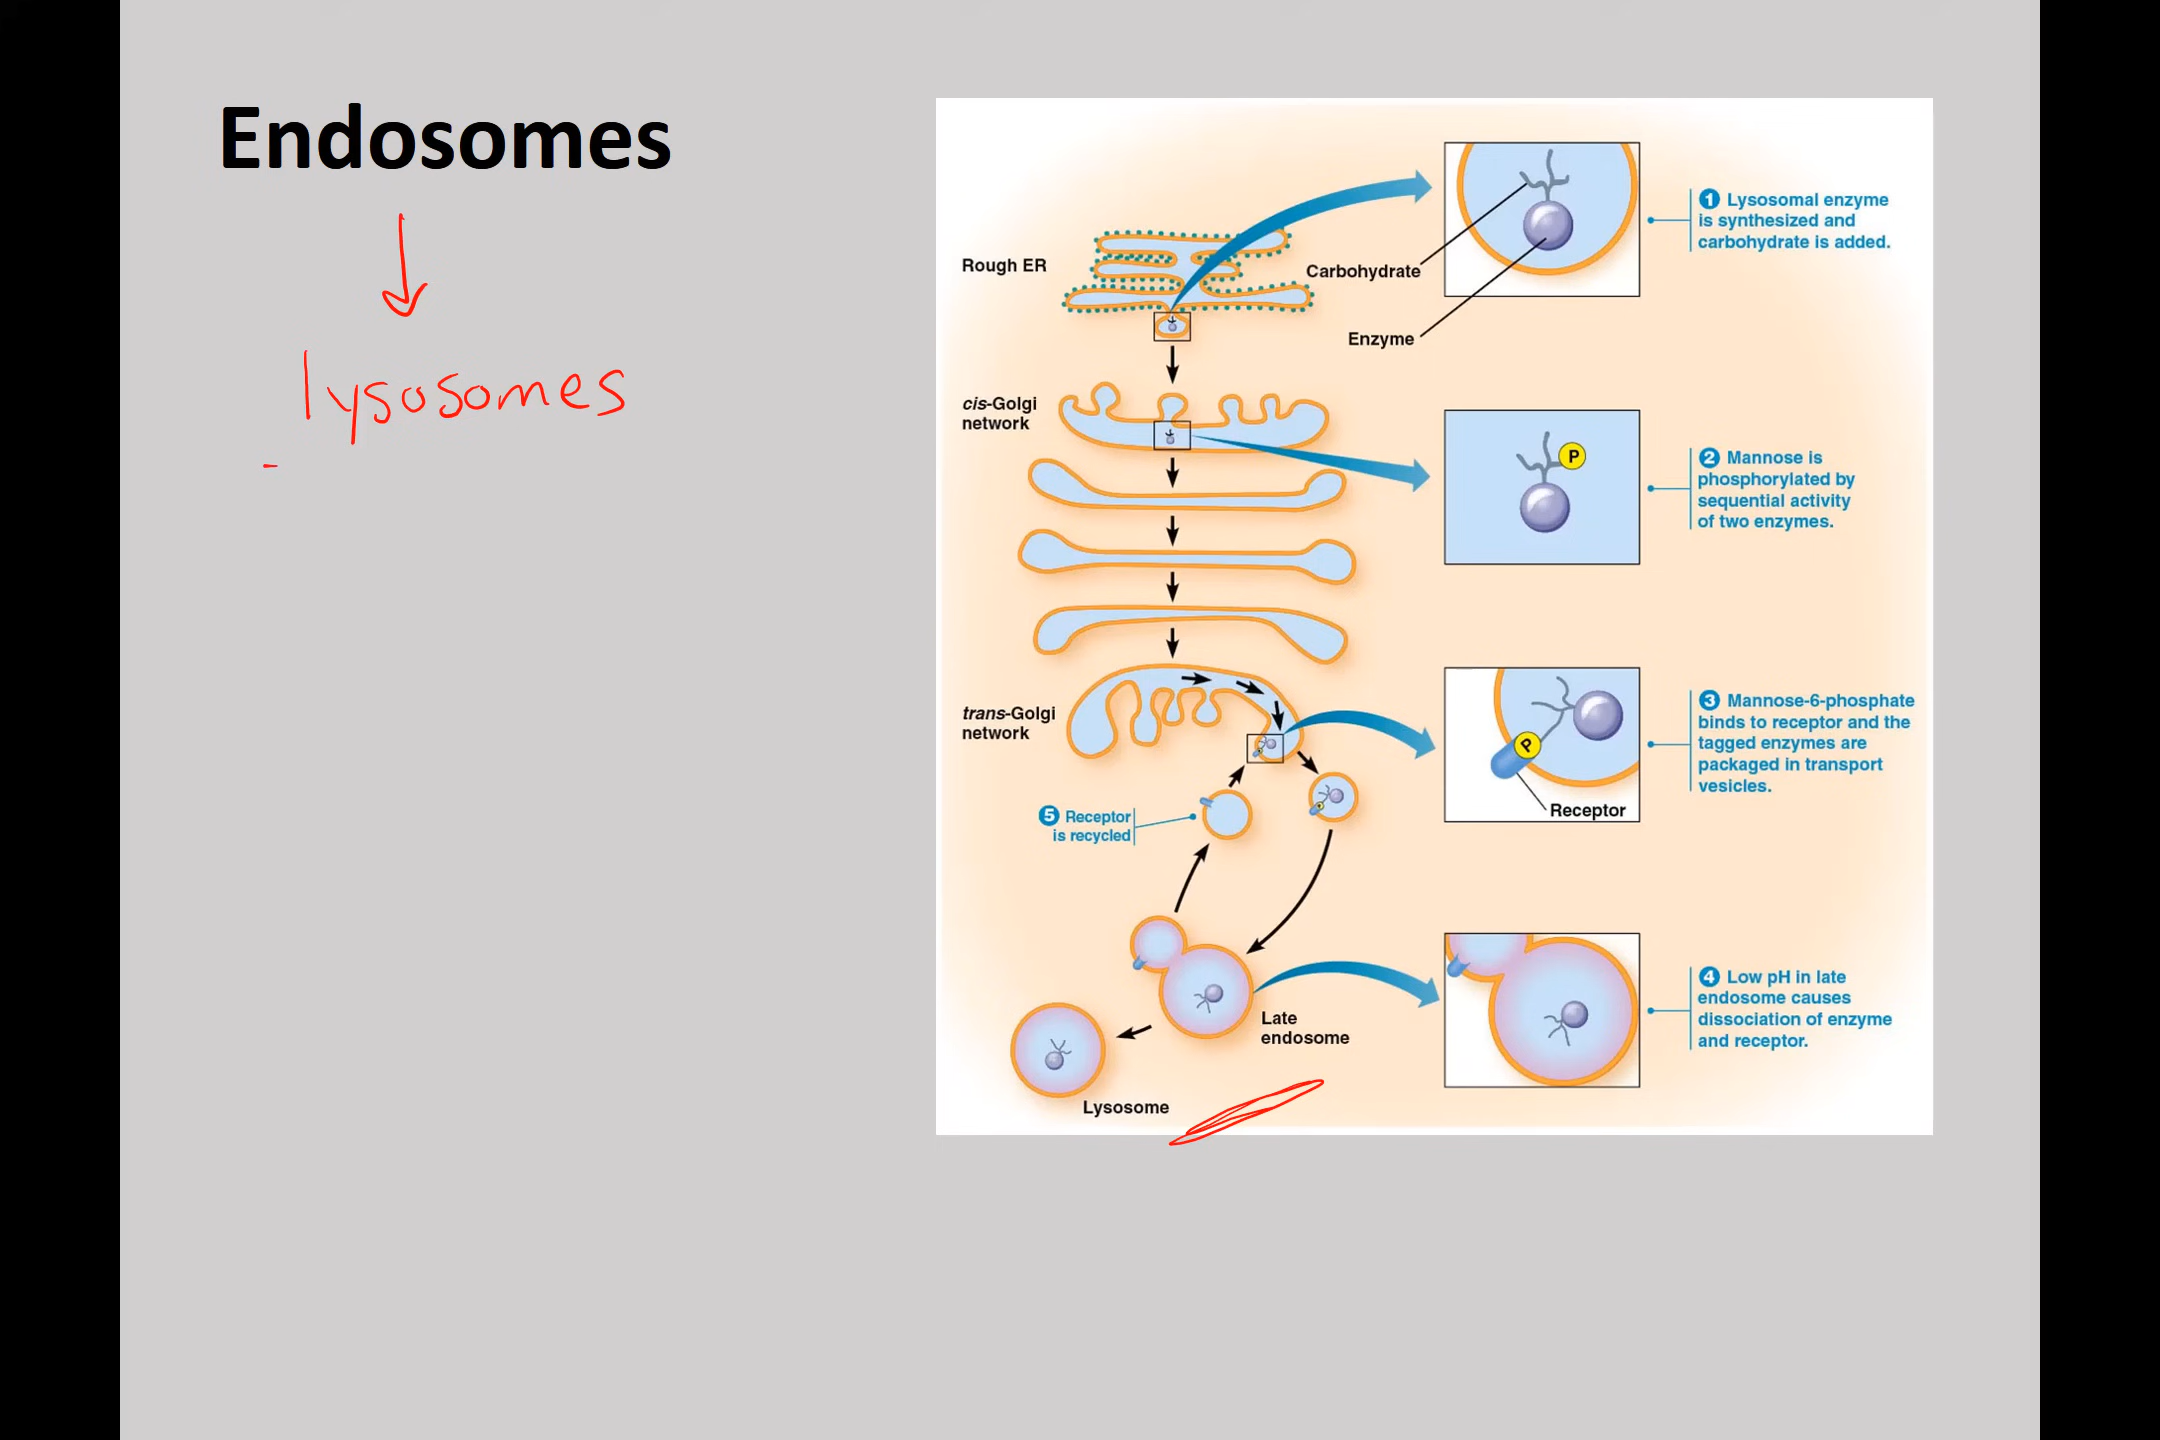 Endosomes
lysosomes
-
Rough ER
Carbohydrate
Enzyme
1 Lysosomal enzyme
is synthesized and
carbohydrate is added.
cis-Golgi
network
P
2 Mannose is
phosphorylated by
sequential activity
of two enzymes.
trans-Golgi
network
P
Receptor
3 Mannose-6-phosphate
binds to receptor and the
tagged enzymes are
packaged in transport
vesicles.
5 Receptor
is recycled
Late
endosome
Lysosome
4 Low pH in late
endosome causes
dissociation of enzyme
and receptor.